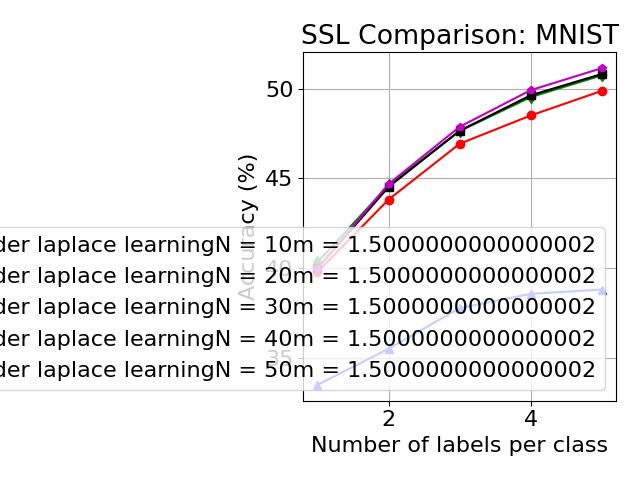 SSL Comparison: MNIST
50
45
40
35
Accuracy (%)
der laplace learningN = 10m = 1.5000000000000002
der laplace learningN = 20m = 1.5000000000000002
der laplace learningN = 30m = 1.5000000000000002
der laplace learningN = 40m = 1.5000000000000002
der laplace learningN = 50m = 1.5000000000000002
2
4
Number of labels per class